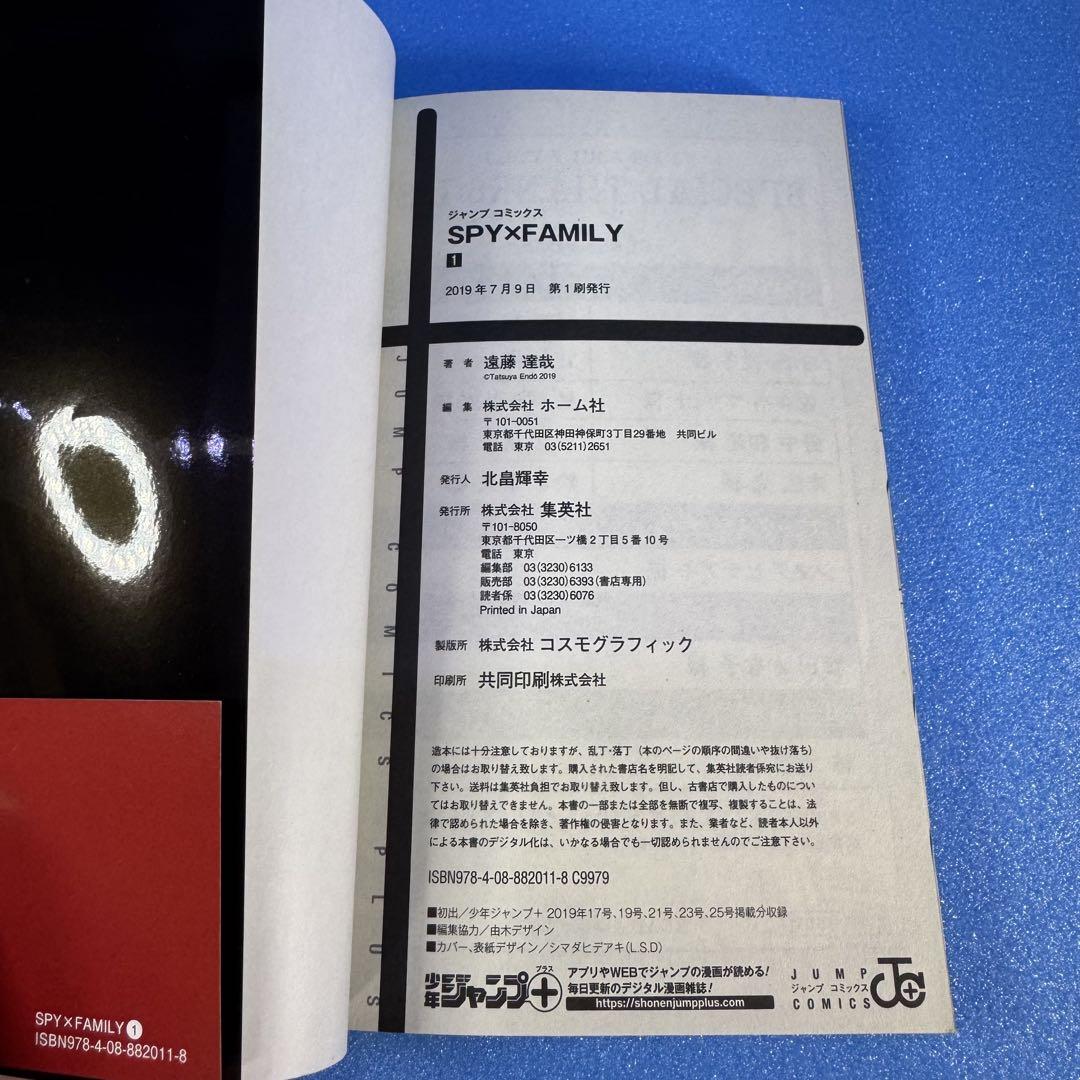 ジャンプ コミックス
SPY×FAMILY
1
2019年7月9日 第1刷発行
著者 遠藤 達哉
©Tatsuya Endo 2019
編集 株式会社 ホーム社
〒101-0051
東京都千代田区神田神保町3丁目29番地 共同ビル
電話 東京 03(5211)2651
発行人 北畠輝幸
発行所 株式会社 集英社
〒101-8050
東京都千代田区一ツ橋2丁目5番10号
電話 東京
編集部 03(3230)6133
販売部 03(3230)6393(書店専用)
読者係 03(3230)6076
Printed in Japan
製版所 株式会社 コスモグラフィック
印刷所 共同印刷株式会社
造本には十分注意しておりますが、乱丁・落丁(本のページの順序の間違いや抜け落ち)
の場合はお取り替え致します。購入された書店名を明記して、集英社読者係宛にお送り
下さい。送料は集英社負担でお取り替え致します。但し、古書店で購入したものについ
てはお取り替えできません。本書の一部または全部を無断で複写、複製することは、法
律で認められた場合を除き、著作権の侵害となります。また、業者など、読者本人以外
による本書のデジタル化は、いかなる場合でも一切認められませんのでご注意下さい。
ISBN978-4-08-882011-8 C9979
■初出/少年ジャンプ+ 2019年17号、19号、21号、23号、25号掲載分収録
■編集協力/由木デザイン
■カバー、表紙デザイン/シマダヒデアキ(L.S.D)
少年ジャンプ+ プラス
アプリやWEBでジャンプの漫画が読める!
毎日更新のデジタル漫画雑誌!
https://shonenjumpplus.com
JUMP
ジャンプ コミックス
COMICS
J+
JUMP COMICS PLUS
SPY×FAMILY 1
ISBN978-4-08-882011-8